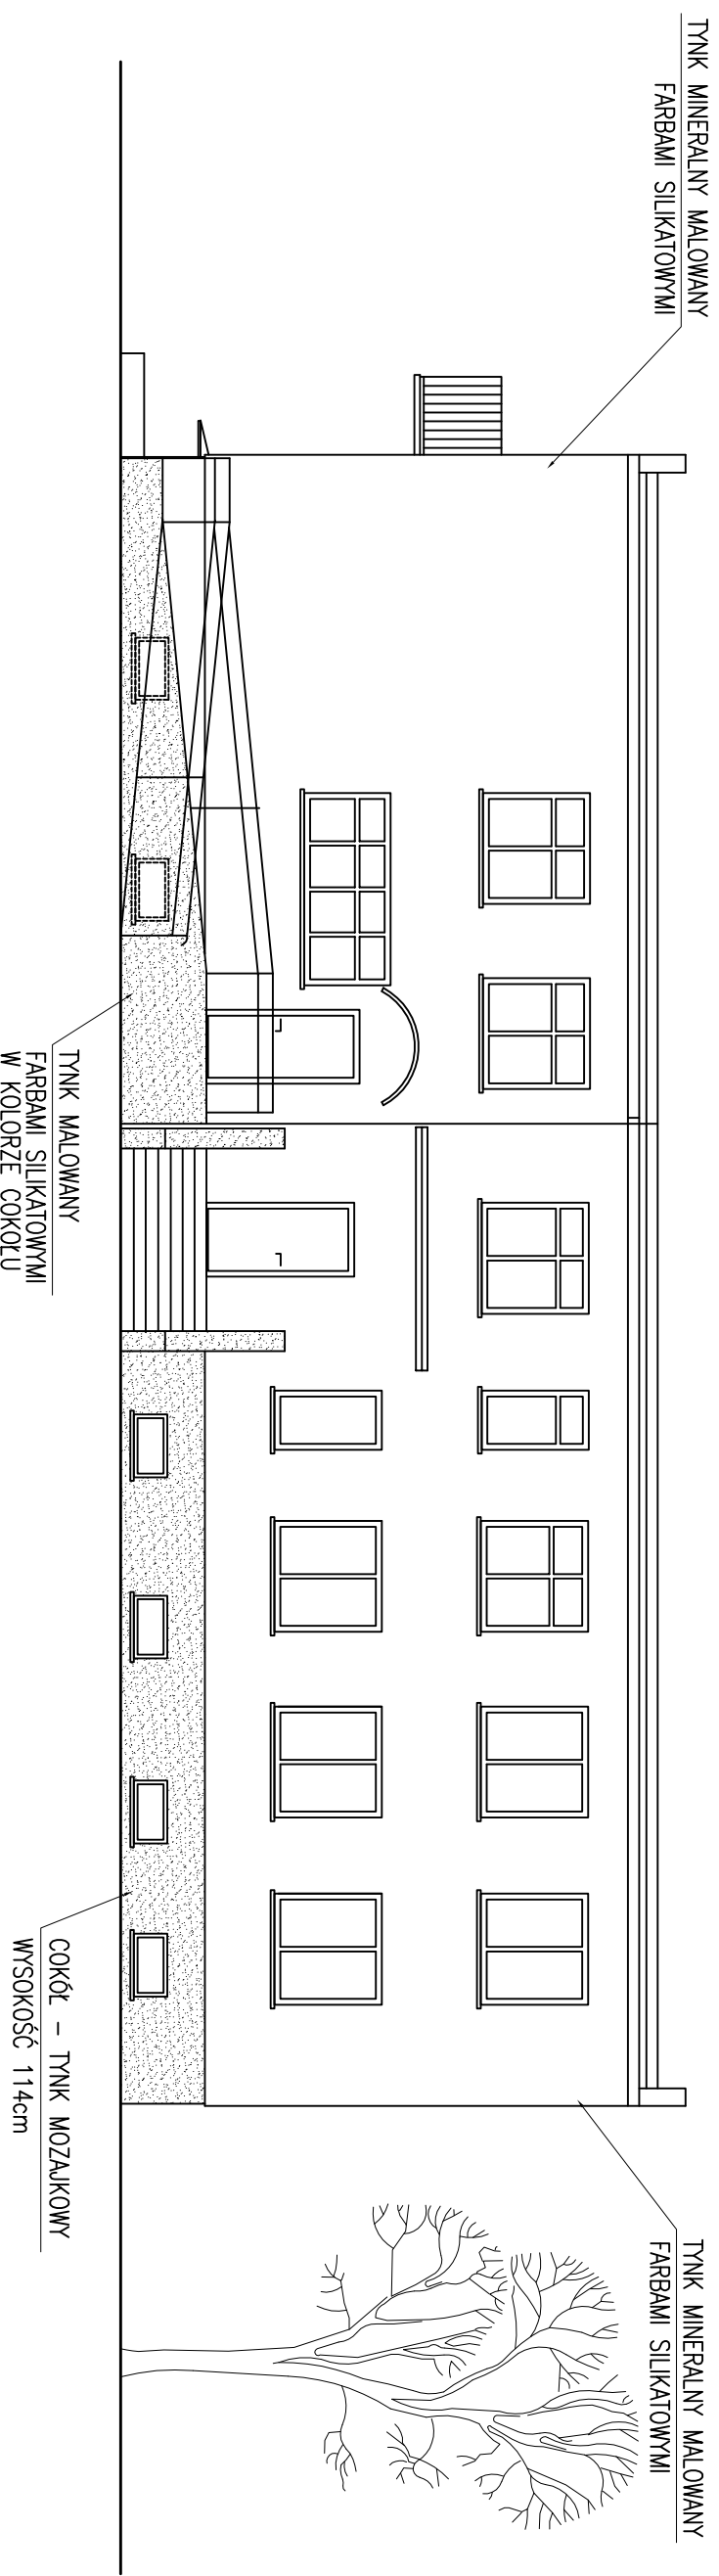 TYNK MINERALNY MALOWANY
FARBAMI SILIKATOWYMI
TYNK MALOWANY
FARBAMI SILIKATOWYMI
W KOLORZE COKOŁU
COKÓŁ – TYNK MOZAJKOWY
WYSOKOŚĆ 114cm
TYNK MINERALNY MALOWANY
FARBAMI SILIKATOWYMI